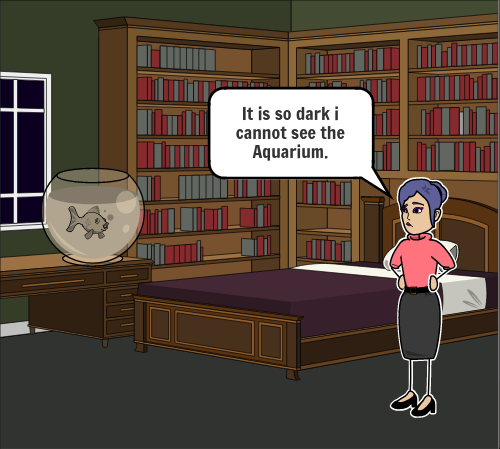 It is so dark i
cannot see the
Aquarium.